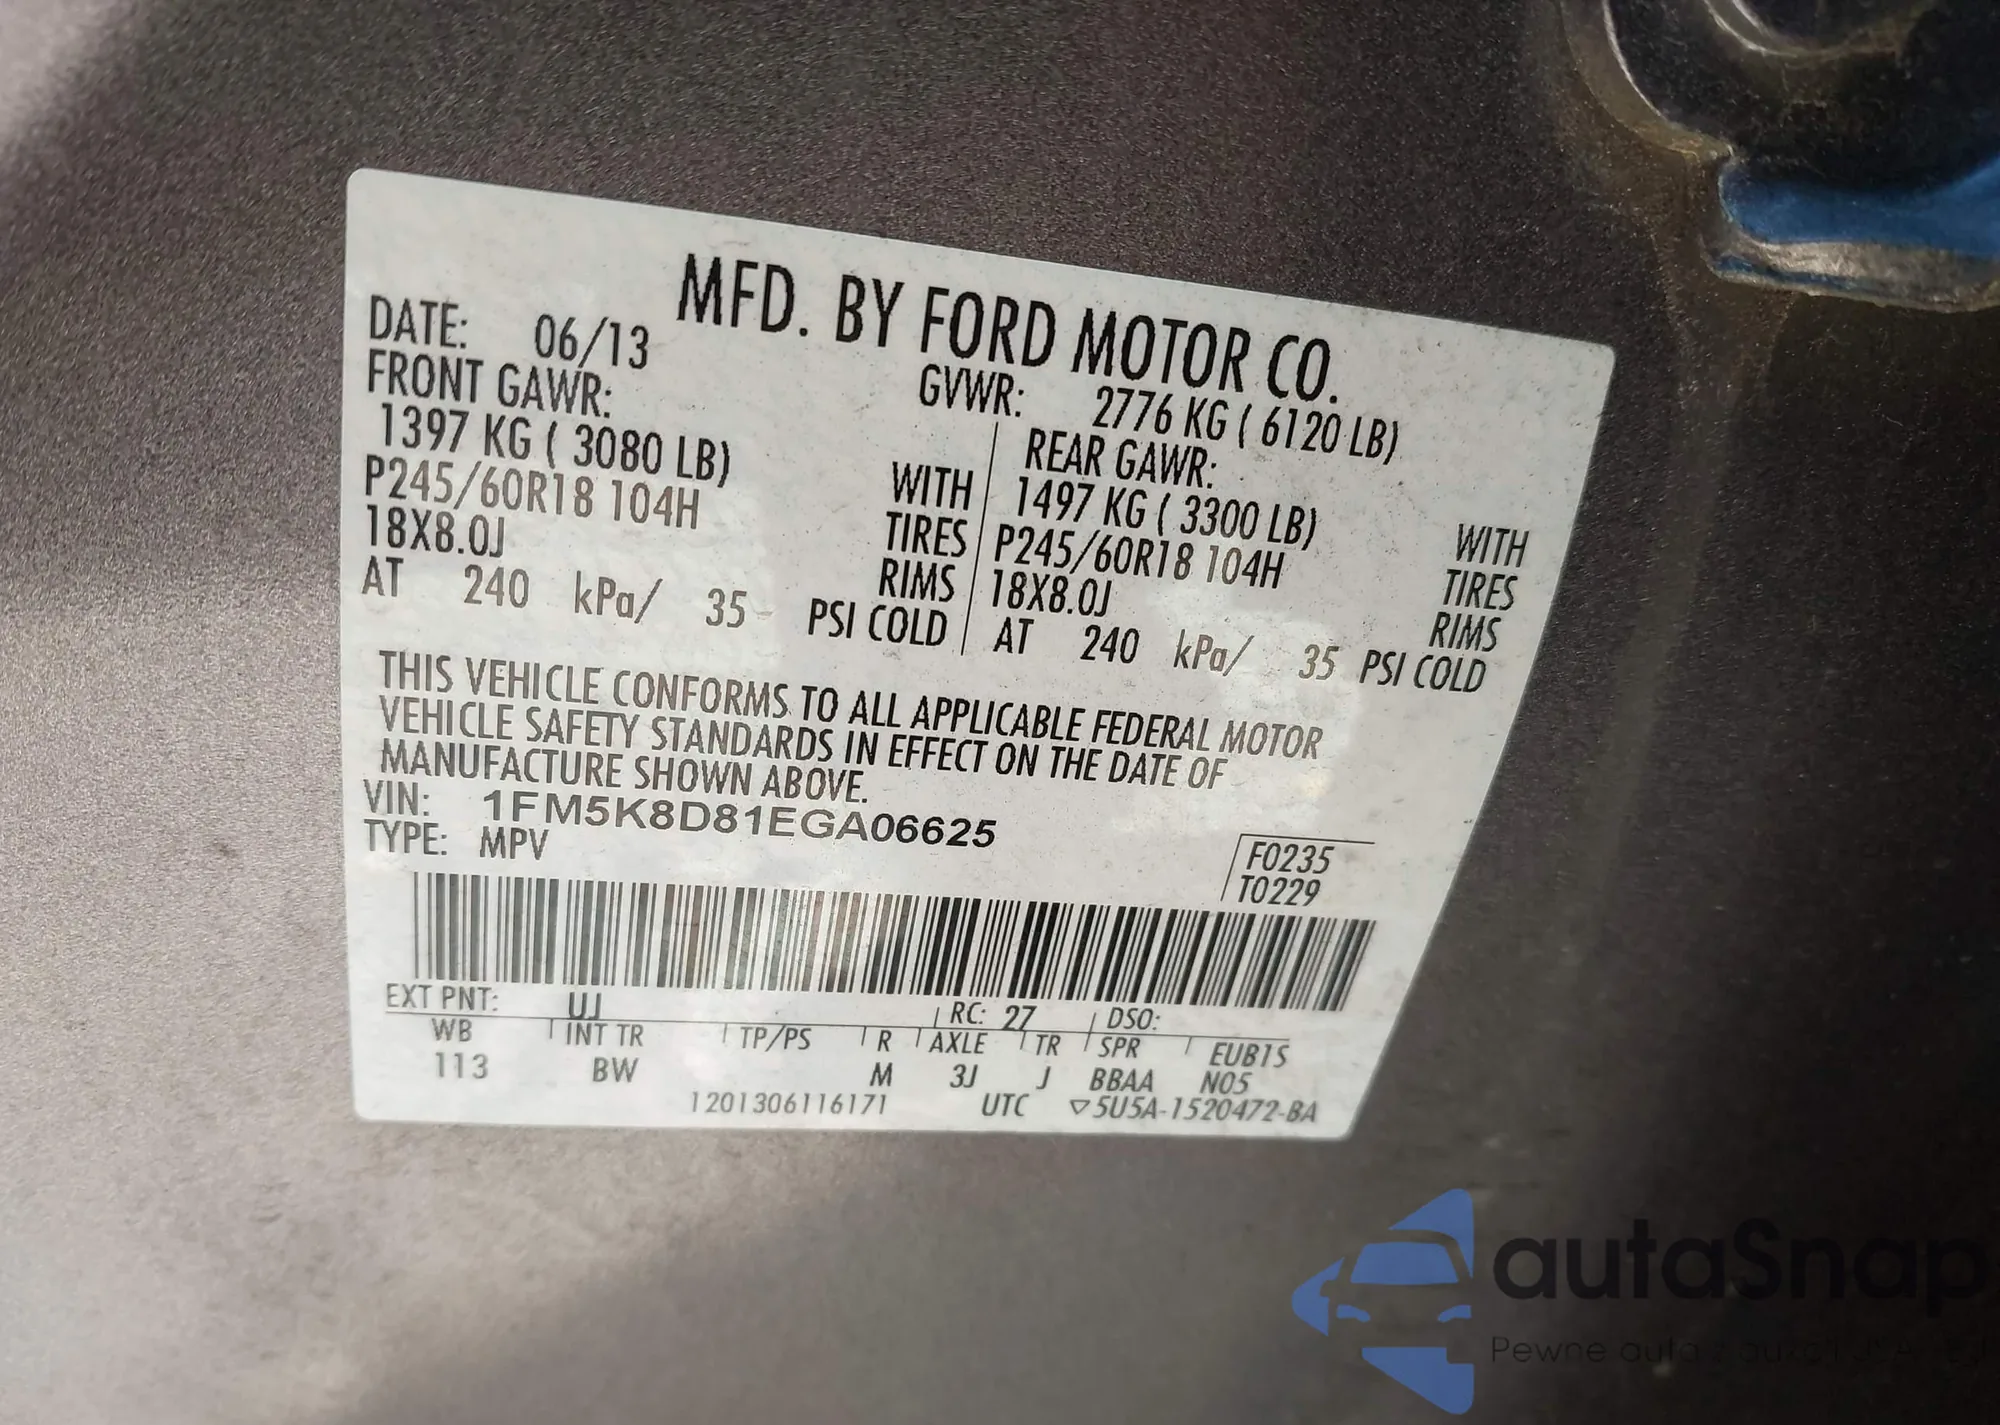 MFD. BY FORD MOTOR CO.
DATE: 06/13 GVWR: 2776 KG ( 6120 LB)
FRONT GAWR: REAR GAWR:
1397 KG ( 3080 LB) WITH 1497 KG ( 3300 LB) WITH
P245/60R18 104H TIRES P245/60R18 104H TIRES
18X8.0J RIMS 18X8.0J RIMS
AT 240 kPa/ 35 PSI COLD AT 240 kPa/ 35 PSI COLD
THIS VEHICLE CONFORMS TO ALL APPLICABLE FEDERAL MOTOR
VEHICLE SAFETY STANDARDS IN EFFECT ON THE DATE OF
MANUFACTURE SHOWN ABOVE.
VIN: 1FM5K8D81EGA06625
TYPE: MPV
F0235
T0229
EXT PNT: UJ RC: 27 DSO:
WB INT TR TP/PS R AXLE TR SPR EUB1S
113 BW M 3J J BBAA N05
1201306116171 UTC ▽5U5A-1520472-BA
autaSnap
Pewne auta z